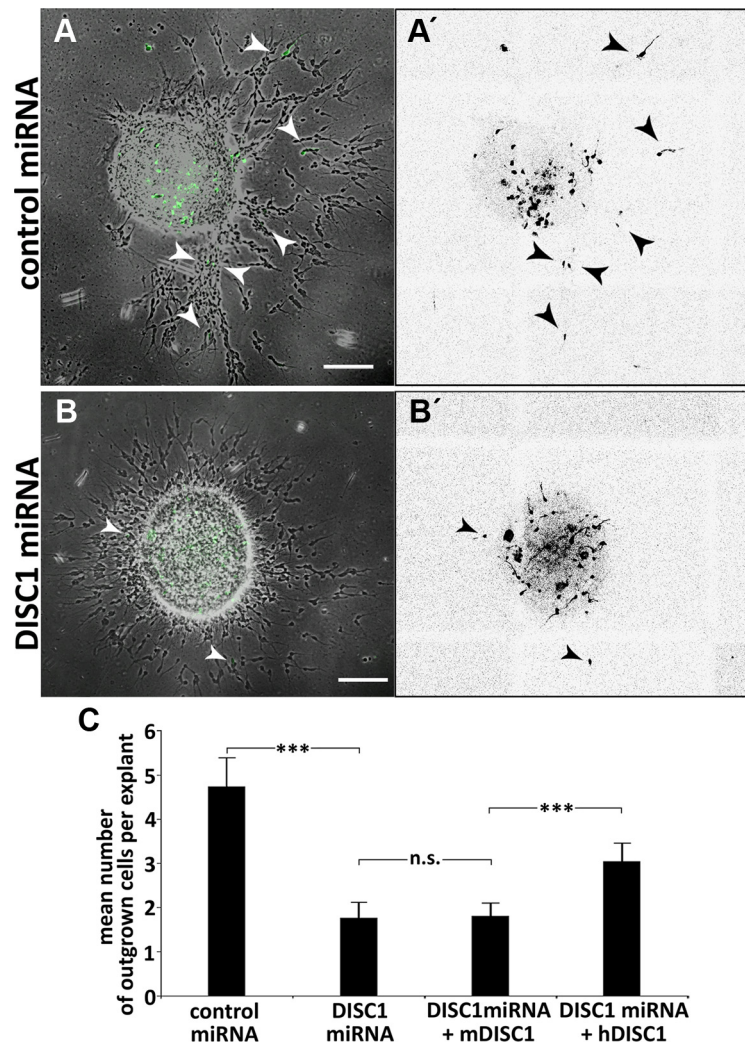 A
A´
control miRNA
B
B´
DISC1 miRNA
C
mean number
of outgrown cells per explant
6
5
4
3
2
1
0
***
n.s.
***
control
miRNA
DISC1
miRNA
DISC1miRNA
+ mDISC1
DISC1 miRNA
+ hDISC1